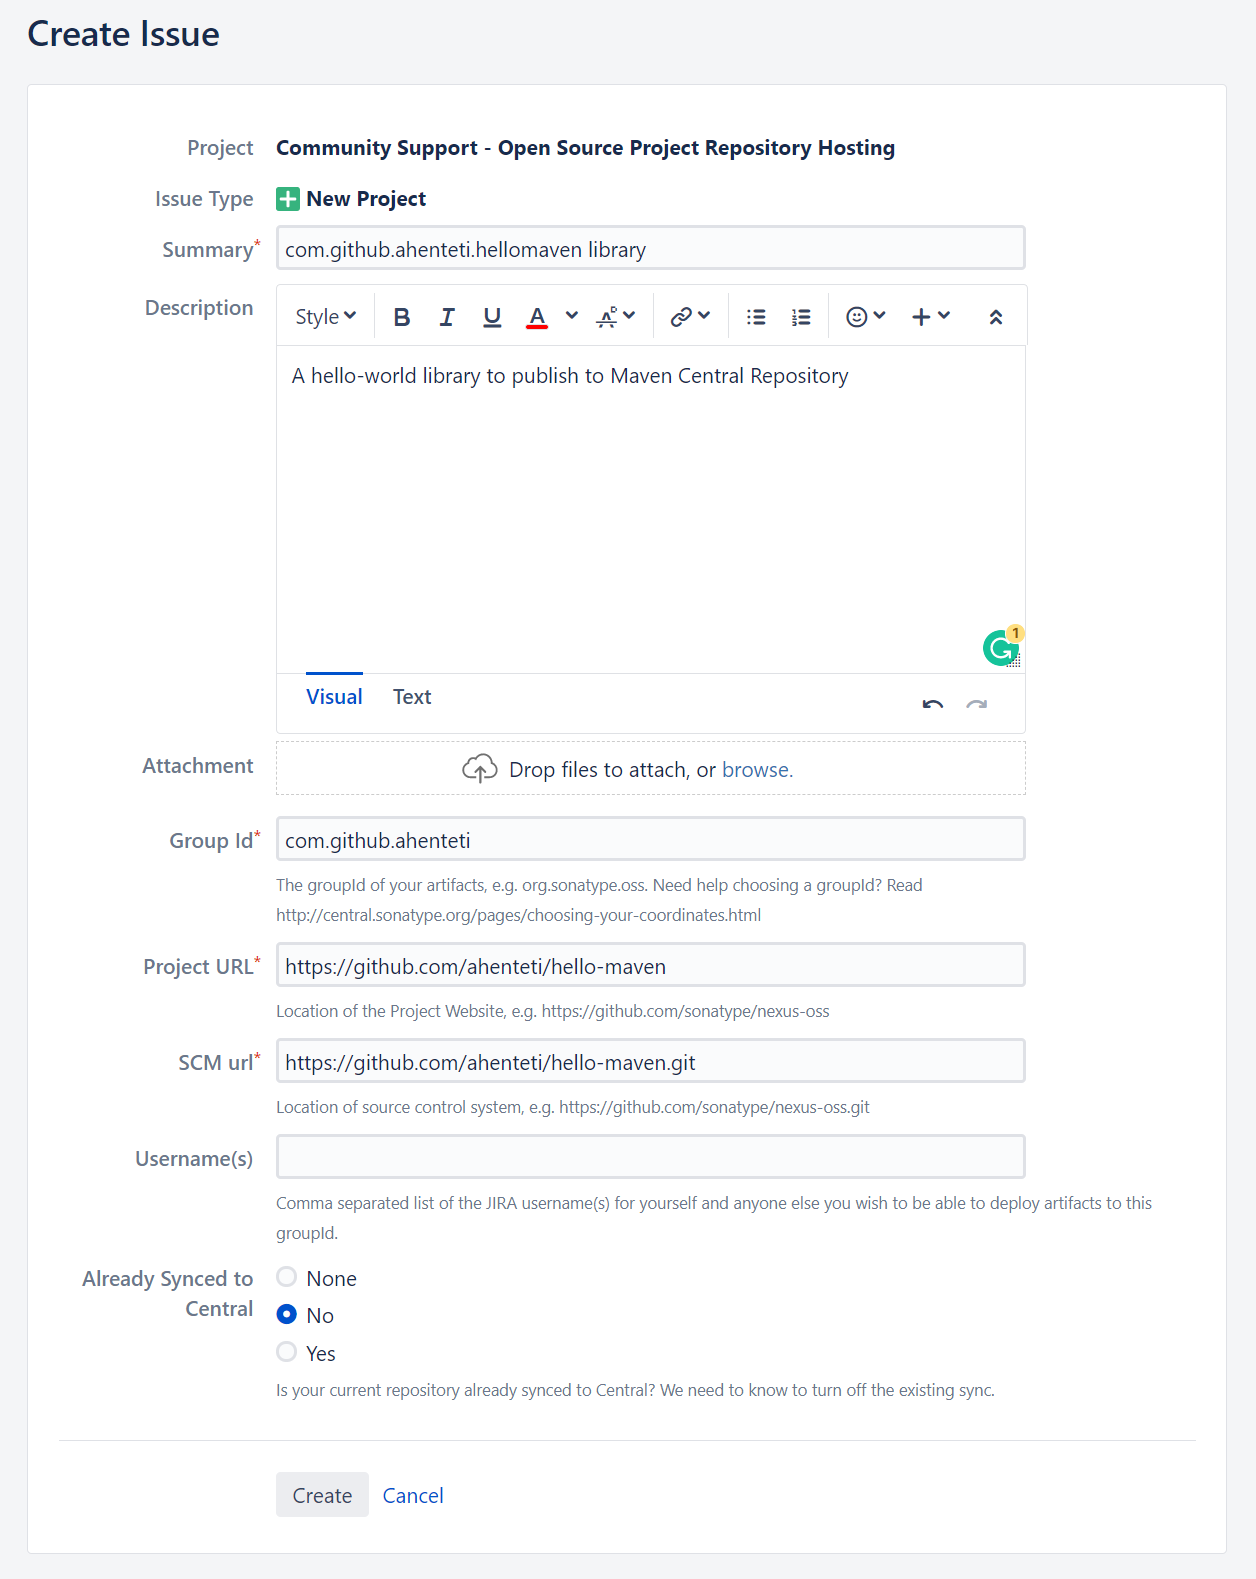 Create Issue
Project Community Support - Open Source Project Repository Hosting
Issue Type New Project
Summary* com.github.ahenteti.hellomaven library
Description
Style B I U A
A hello-world library to publish to Maven Central Repository
1
Visual Text
Attachment Drop files to attach, or browse.
Group Id* com.github.ahenteti
The groupId of your artifacts, e.g. org.sonatype.oss. Need help choosing a groupId? Read
http://central.sonatype.org/pages/choosing-your-coordinates.html
Project URL* https://github.com/ahenteti/hello-maven
Location of the Project Website, e.g. https://github.com/sonatype/nexus-oss
SCM url* https://github.com/ahenteti/hello-maven.git
Location of source control system, e.g. https://github.com/sonatype/nexus-oss.git
Username(s)
Comma separated list of the JIRA username(s) for yourself and anyone else you wish to be able to deploy artifacts to this
groupId.
Already Synced to
Central
None
No
Yes
Is your current repository already synced to Central? We need to know to turn off the existing sync.
Create Cancel